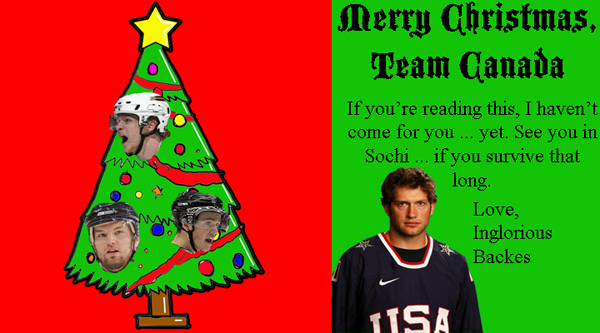 Merry Christmas,
Team Canada
If you're reading this, I haven't
come for you ... yet. See you in
Sochi ... if you survive that
long.
Love,
Inglorious
Backes
USA